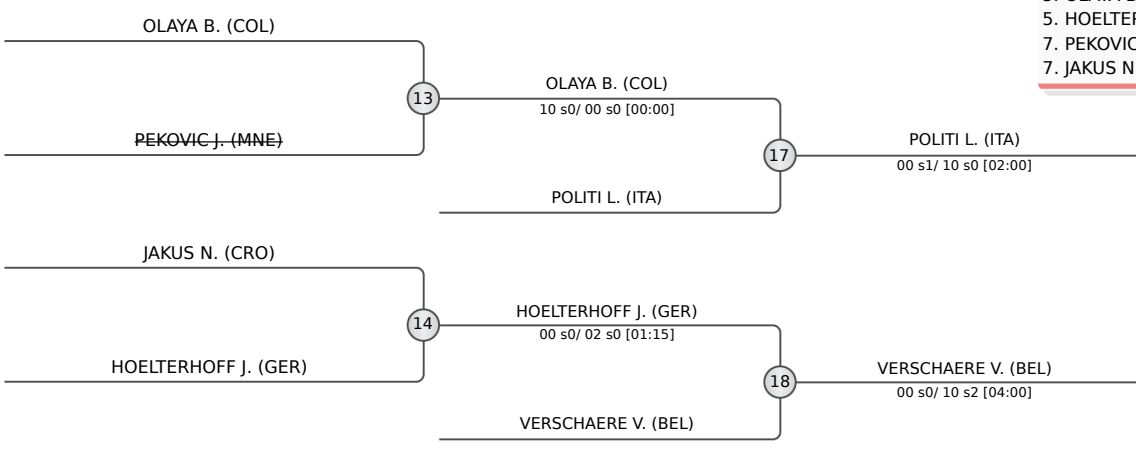 OLAYA B. (COL)
PEKOVIC J. (MNE)
13
OLAYA B. (COL)
10 s0/ 00 s0 [00:00]
POLITI L. (ITA)
17
POLITI L. (ITA)
00 s1/ 10 s0 [02:00]
JAKUS N. (CRO)
HOELTERHOFF J. (GER)
14
HOELTERHOFF J. (GER)
00 s0/ 02 s0 [01:15]
VERSCHAERE V. (BEL)
18
VERSCHAERE V. (BEL)
00 s0/ 10 s2 [04:00]
5. HOELTER
7. PEKOVIC
7. JAKUS N